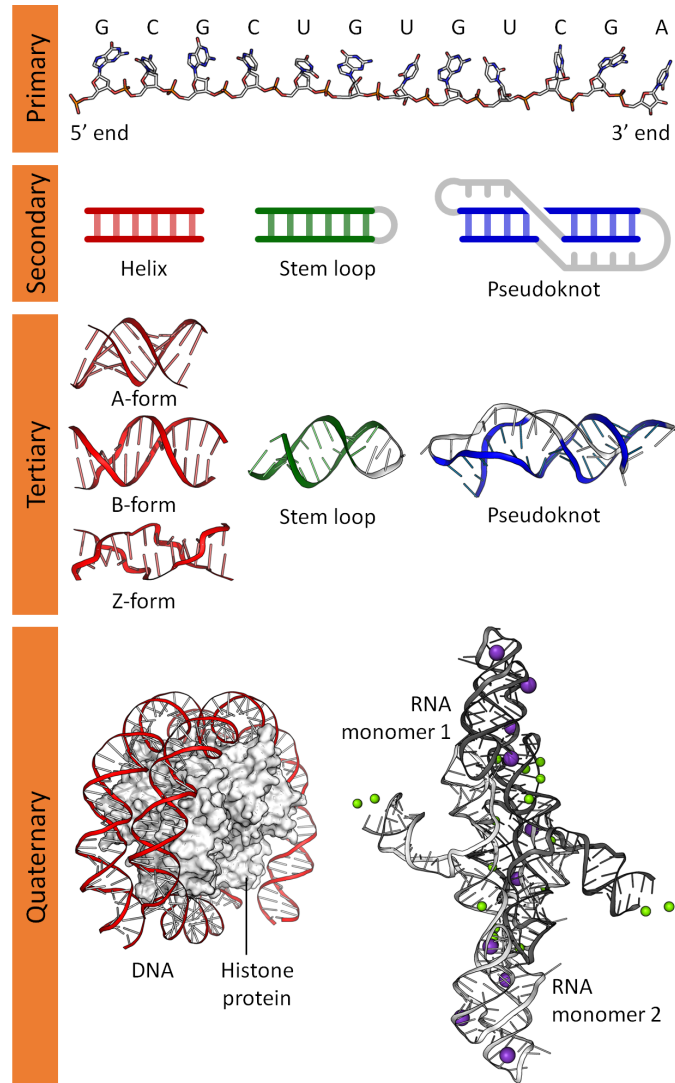 Primary
G C G C U G U G U C G A
5’ end
3’ end
Secondary
Helix
Stem loop
Pseudoknot
Tertiary
A-form
B-form
Z-form
Stem loop
Pseudoknot
Quaternary
DNA
Histone
protein
RNA
monomer 1
RNA
monomer 2